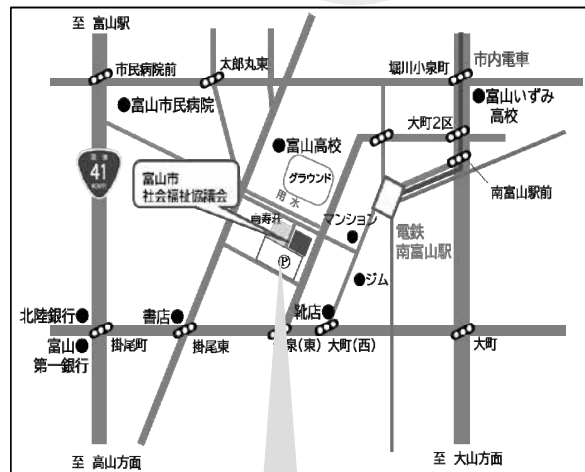 至 富山駅
市民病院前
太郎丸東
堀川小泉町
市内電車
富山市民病院
富山いずみ
高校
大町2区
富山高校
グラウンド
41
富山市
社会福祉協議会
用水
南富山駅前
寿荘
マンション
電鉄
南富山駅
P
ジム
北陸銀行
書店
靴店
富山
第一銀行
掛尾町
掛尾東
泉(東)
大町(西)
大町
至 高山方面
至 大山方面